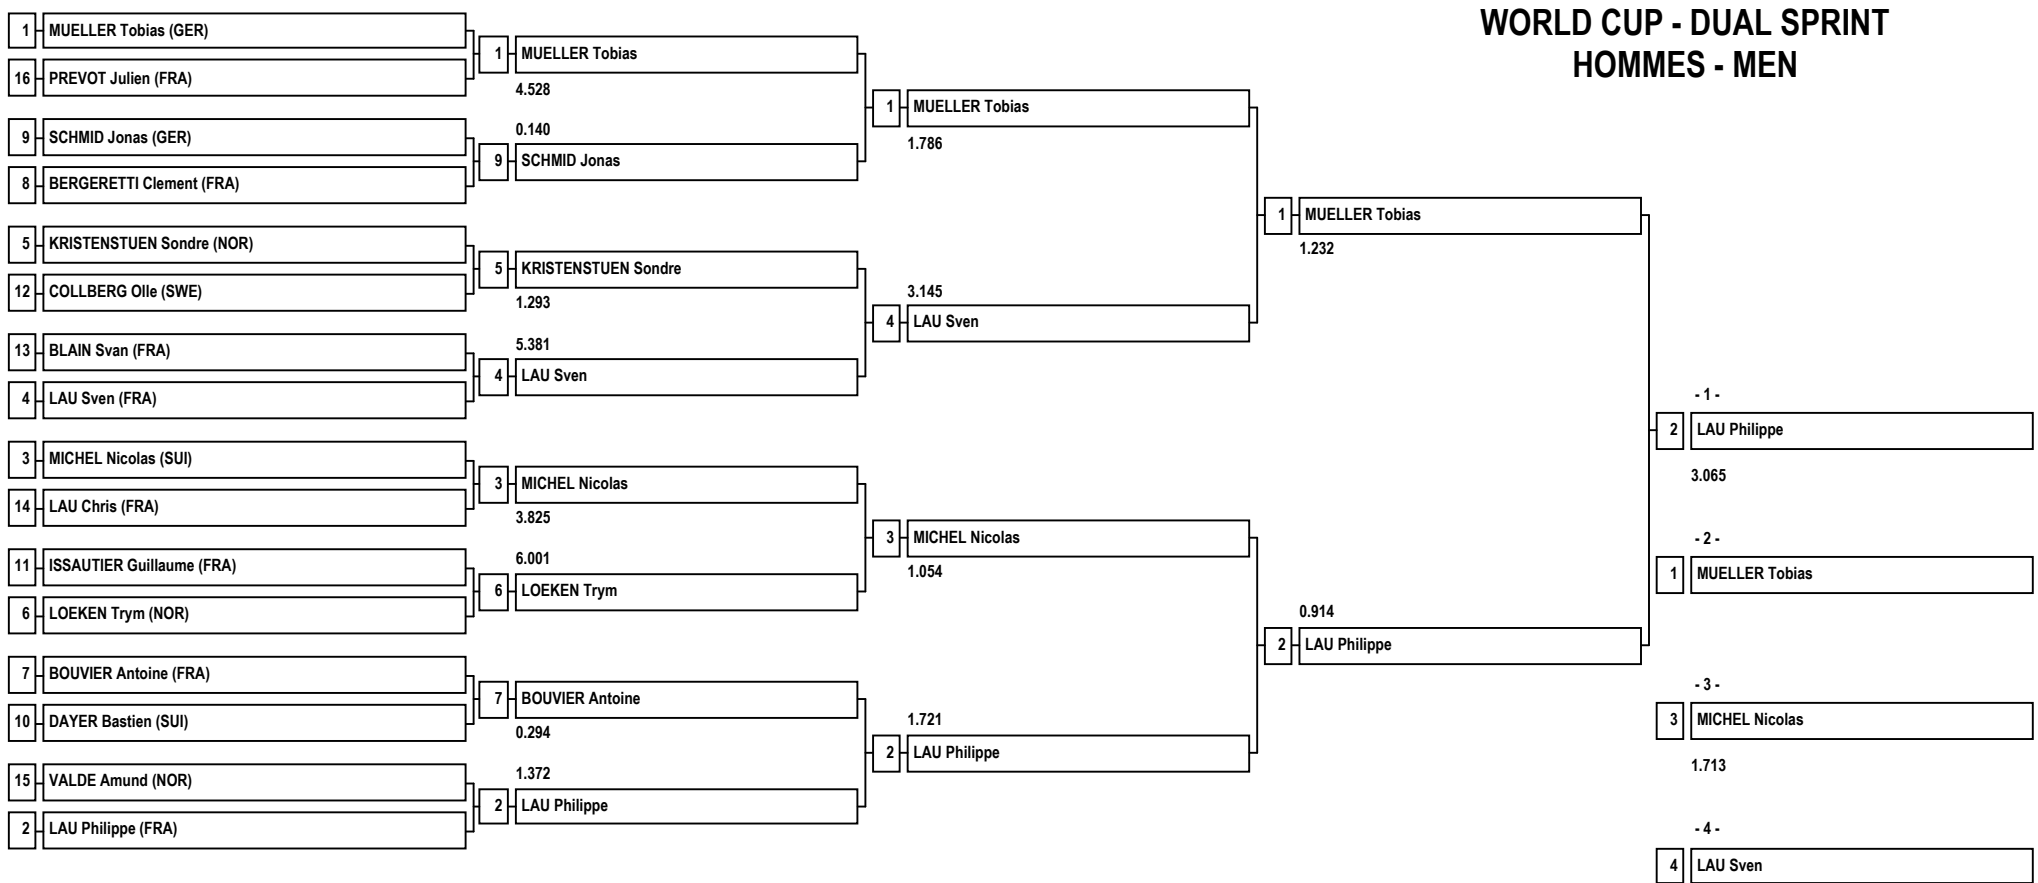 WORLD CUP - DUAL SPRINT
HOMMES - MEN
1 MUELLER Tobias (GER)
16 PREVOT Julien (FRA)
9 SCHMID Jonas (GER)
8 BERGERETTI Clement (FRA)
5 KRISTENSTUEN Sondre (NOR)
12 COLLBERG Olle (SWE)
13 BLAIN Svan (FRA)
4 LAU Sven (FRA)
3 MICHEL Nicolas (SUI)
14 LAU Chris (FRA)
11 ISSAUTIER Guillaume (FRA)
6 LOEKEN Trym (NOR)
7 BOUVIER Antoine (FRA)
10 DAYER Bastien (SUI)
15 VALDE Amund (NOR)
2 LAU Philippe (FRA)
1 MUELLER Tobias
4.528
0.140
9 SCHMID Jonas
5 KRISTENSTUEN Sondre
1.293
5.381
4 LAU Sven
3 MICHEL Nicolas
3.825
6.001
6 LOEKEN Trym
7 BOUVIER Antoine
0.294
1.372
2 LAU Philippe
1 MUELLER Tobias
1.786
3.145
4 LAU Sven
3 MICHEL Nicolas
1.054
1.721
2 LAU Philippe
1 MUELLER Tobias
1.232
0.914
2 LAU Philippe
- 1 -
2 LAU Philippe
3.065
- 2 -
1 MUELLER Tobias
- 3 -
3 MICHEL Nicolas
1.713
- 4 -
4 LAU Sven